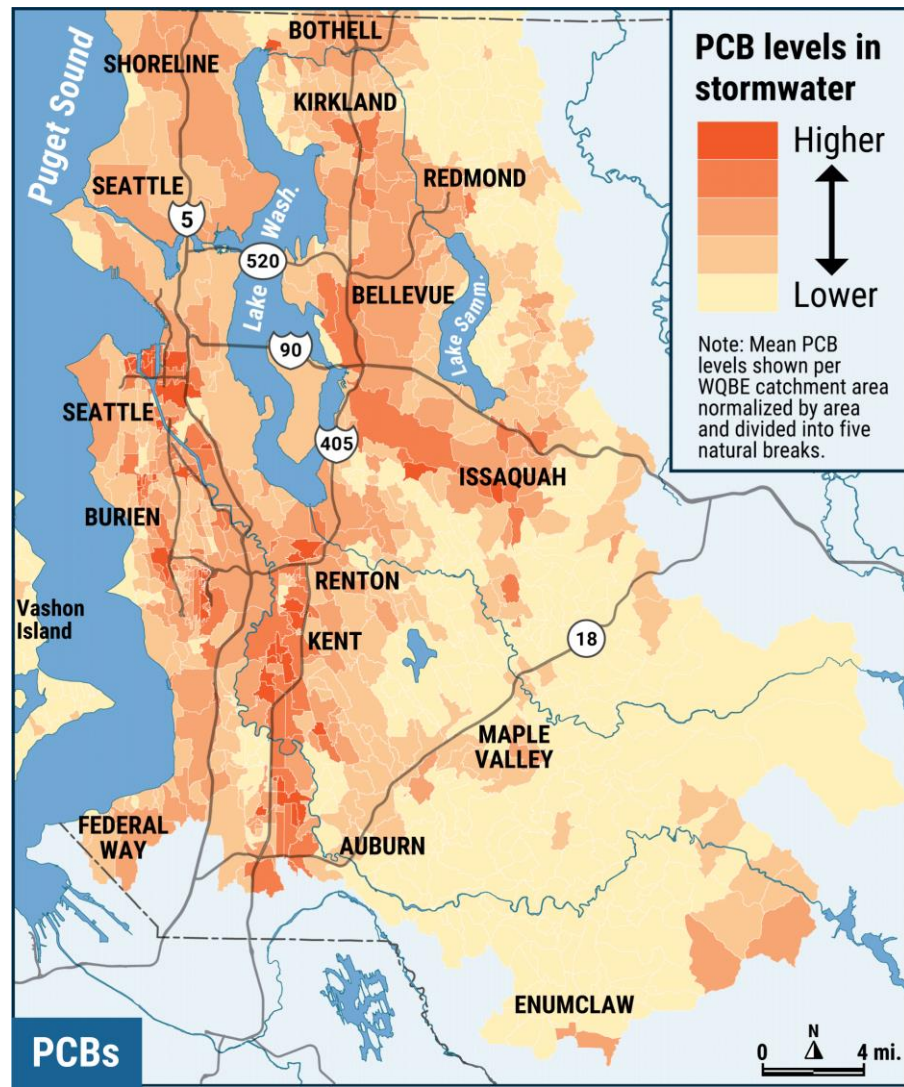 BOTHELL
SHORELINE
Puget Sound
KIRKLAND
SEATTLE
REDMOND
5
Lake Wash.
520
BELLEVUE
Lake Samm.
90
SEATTLE
405
ISSAQUAH
BURIEN
RENTON
Vashon
Island
KENT
18
MAPLE
VALLEY
FEDERAL
WAY
AUBURN
ENUMCLAW
PCB levels in
stormwater
Higher
Lower
Note: Mean PCB
levels shown per
WQBE catchment area
normalized by area
and divided into five
natural breaks.
PCBs
N
0 4 mi.